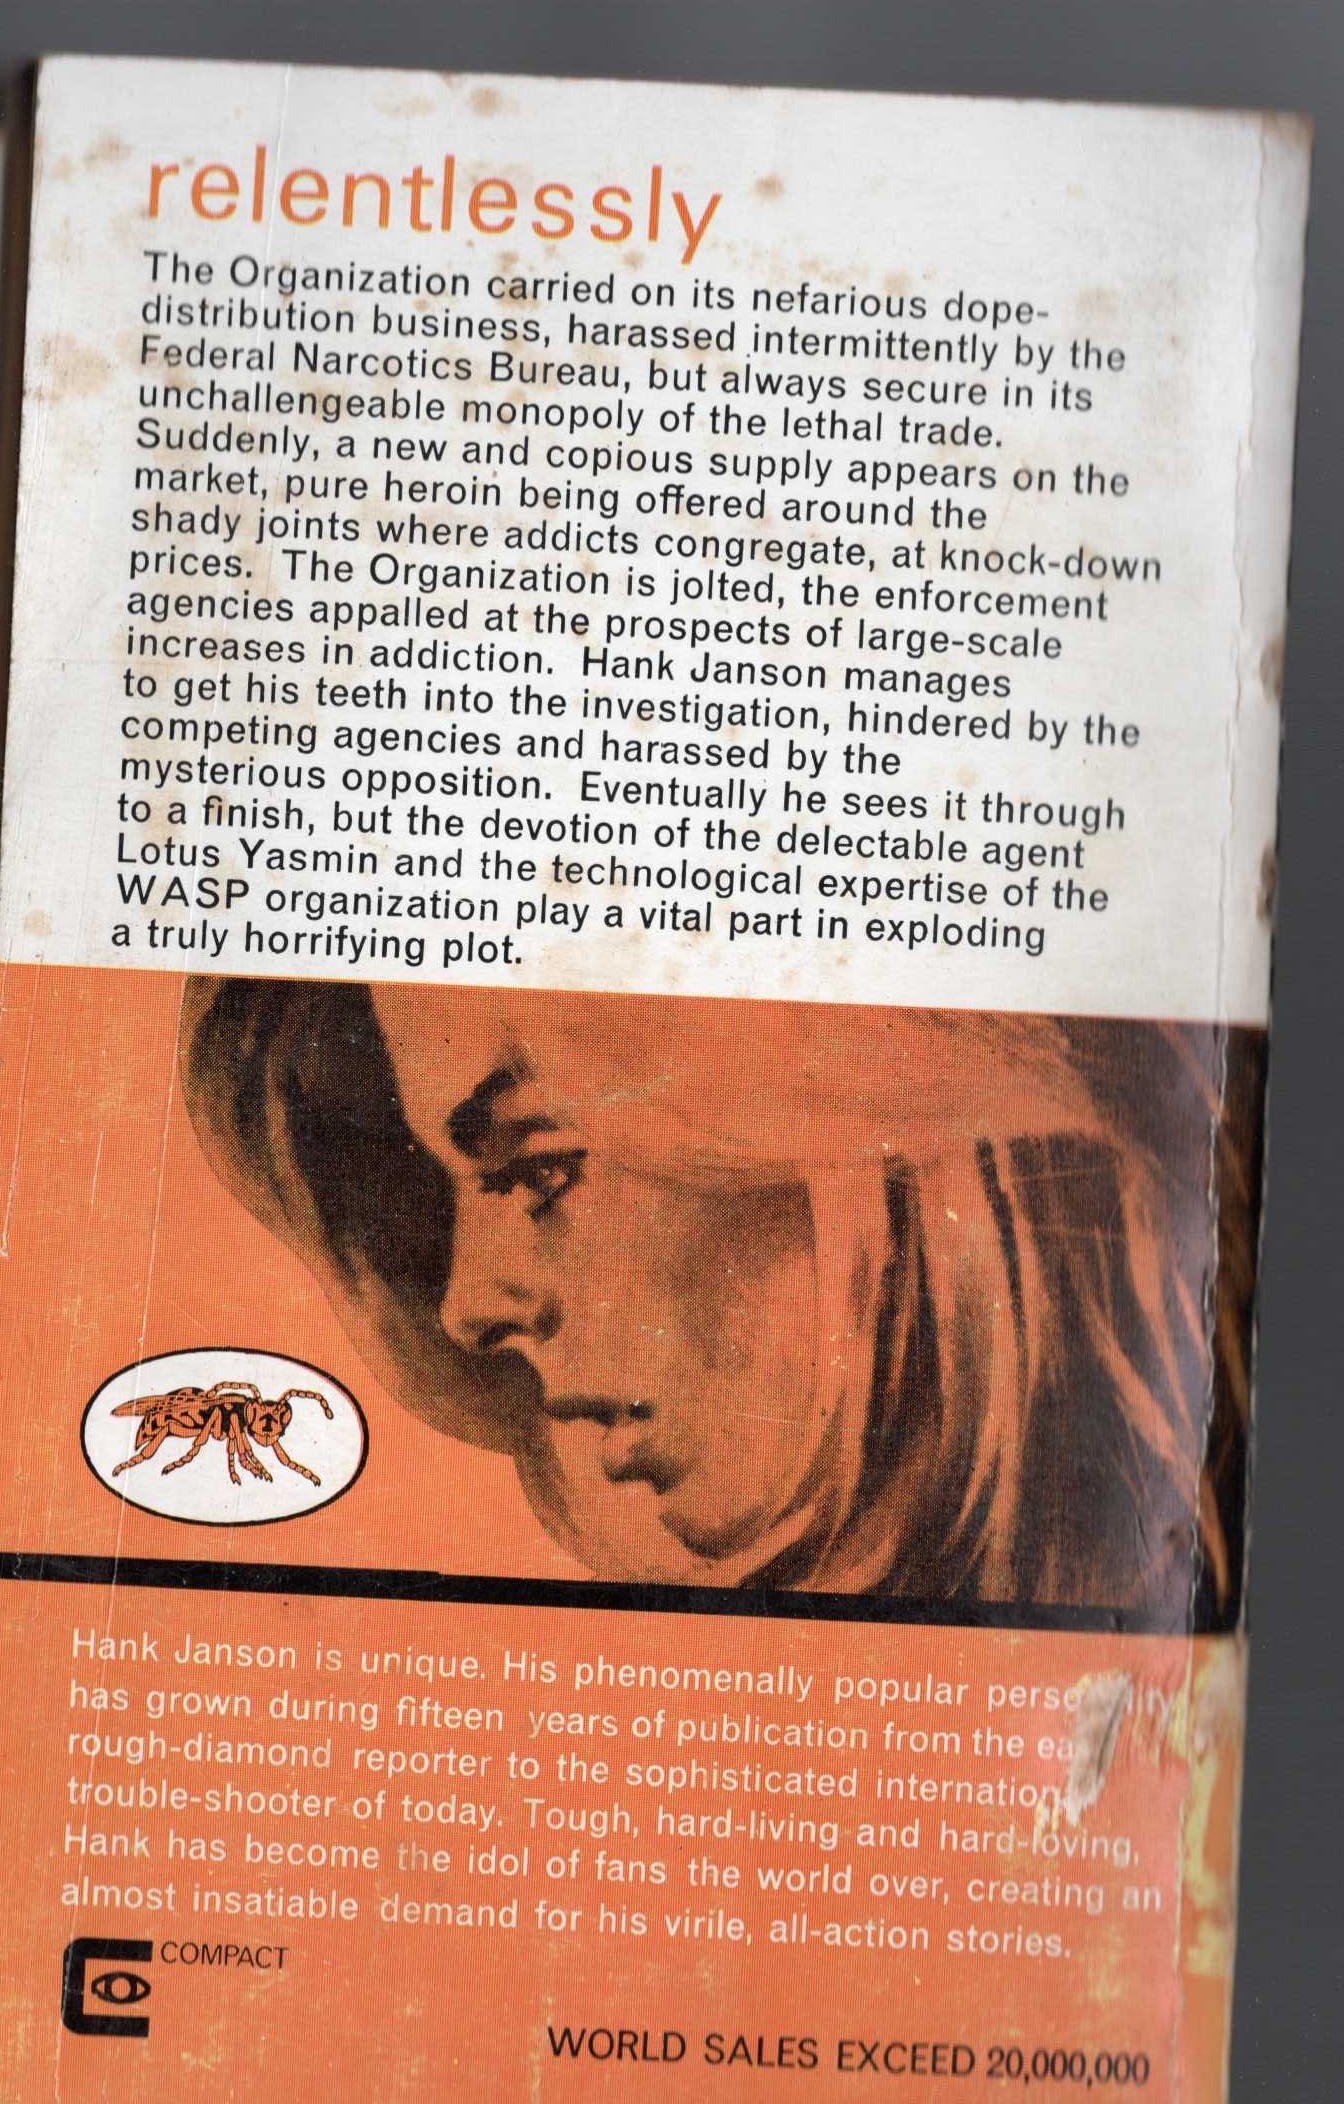 relentlessly
The Organization carried on its nefarious dope-
distribution business, harassed intermittently by the
Federal Narcotics Bureau, but always secure in its
unchallengeable monopoly of the lethal trade.
Suddenly, a new and copious supply appears on the
market, pure heroin being offered around the
shady joints where addicts congregate, at knock-down
prices. The Organization is jolted, the enforcement
agencies appalled at the prospects of large-scale
increases in addiction. Hank Janson manages
to get his teeth into the investigation, hindered by the
competing agencies and harassed by the
mysterious opposition. Eventually he sees it through
to a finish, but the devotion of the delectable agent
Lotus Yasmin and the technological expertise of the
WASP organization play a vital part in exploding
a truly horrifying plot.
Hank Janson is unique. His phenomenally popular
has grown during fifteen years of publication from the
rough-diamond reporter to the sophisticated
trouble-shooter of today. Tough, hard-living and hard-loving,
Hank has become the idol of fans the world over, creating an
almost insatiable demand for his virile, all-action stories.
COMPACT
WORLD SALES EXCEED 20,000,000